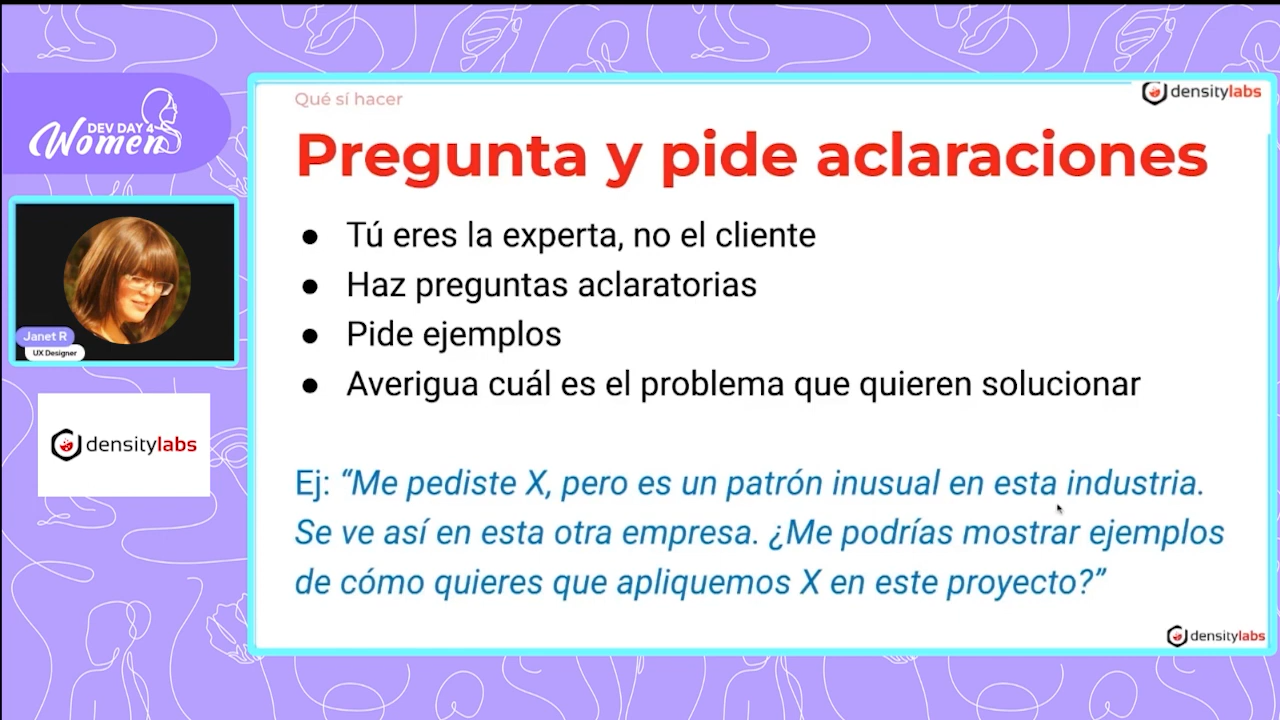 DEV DAY 4
Women
Janet R
UX Designer
densitylabs
Qué sí hacer
densitylabs
Pregunta y pide aclaraciones
● Tú eres la experta, no el cliente
● Haz preguntas aclaratorias
● Pide ejemplos
● Averigua cuál es el problema que quieren solucionar
Ej: “Me pediste X, pero es un patrón inusual en esta industria.
Se ve así en esta otra empresa. ¿Me podrías mostrar ejemplos
de cómo quieres que apliquemos X en este proyecto?”
densitylabs